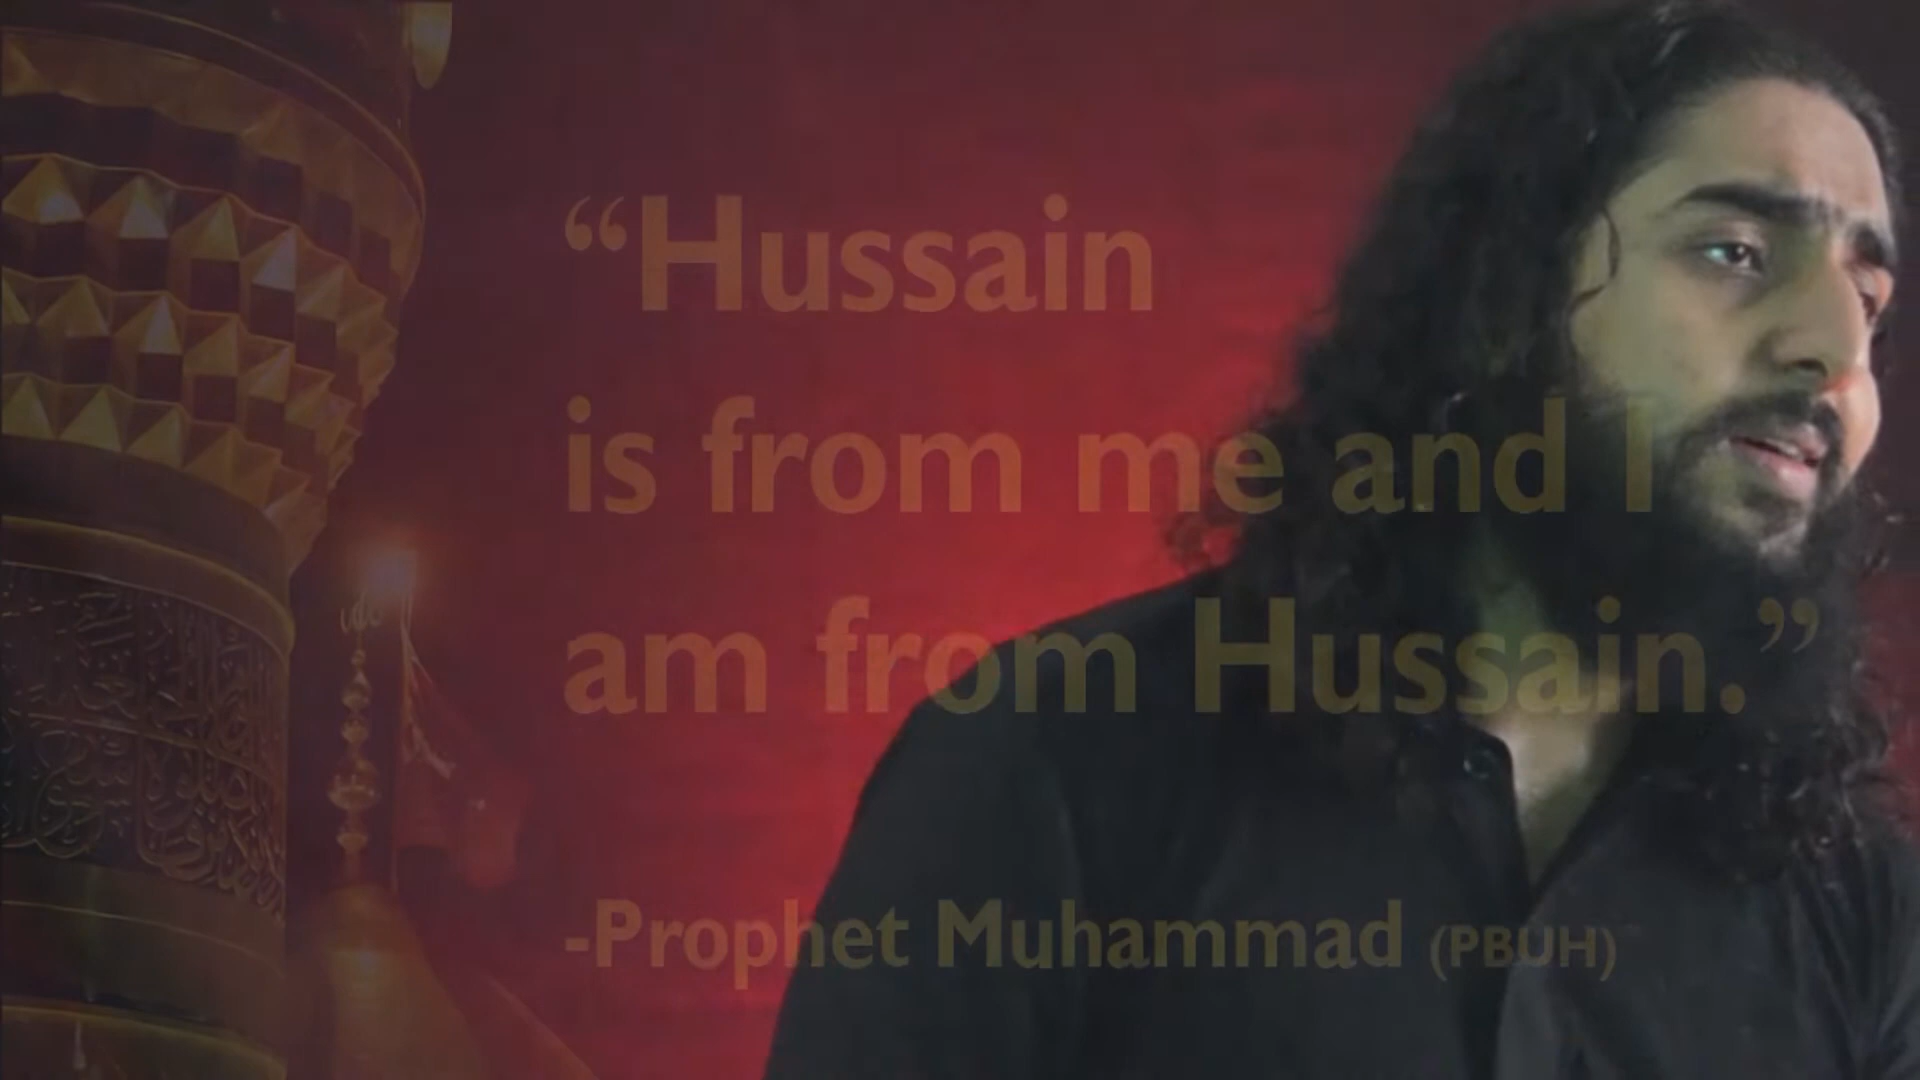 “Hussain
is from me and I
am from Hussain.”
-Prophet Muhammad (PBUH)